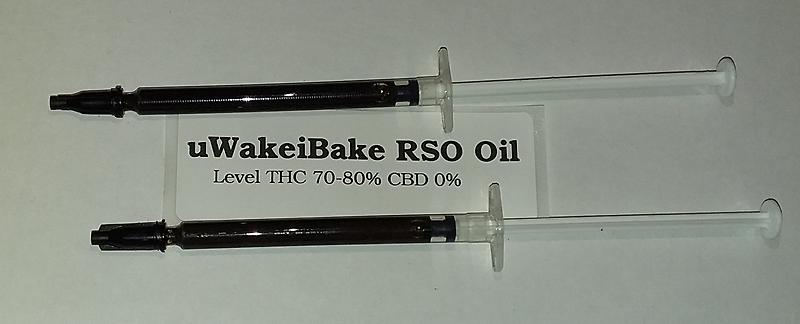 uWakeiBake RSO Oil
Level THC 70-80% CBD 0%